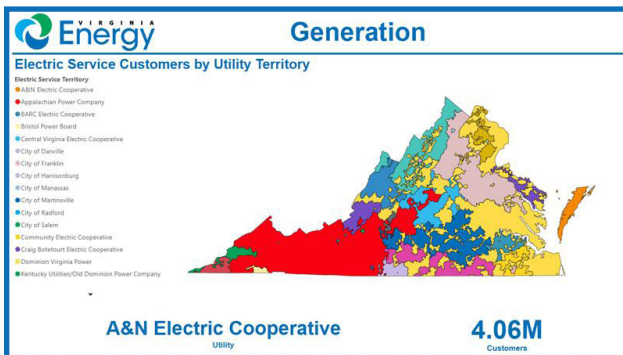 VIRGINIA
Energy
Generation
Electric Service Customers by Utility Territory
Electric Service Territory
A&N Electric Cooperative
Appalachian Power Company
BARC Electric Cooperative
Bristol Power Board
Central Virginia Electric Cooperative
City of Danville
City of Franklin
City of Harrisonburg
City of Manassas
City of Martinsville
City of Radford
City of Salem
Community Electric Cooperative
Craig Botetourt Electric Cooperative
Dominion Virginia Power
Kentucky Utilities/Old Dominion Power Company
A&N Electric Cooperative
Utility
4.06M
Customers